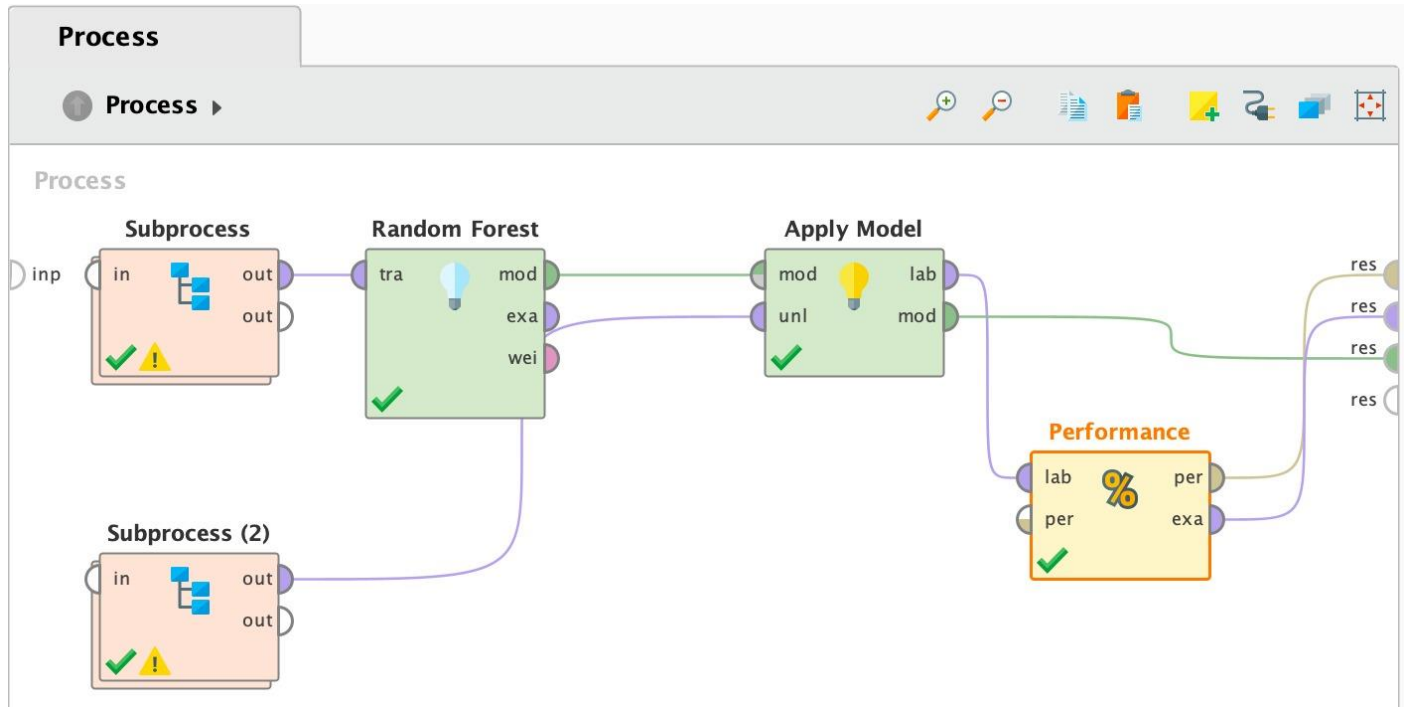 Process
Process
Process
Subprocess
Random Forest
Apply Model
inp
in
out
tra
mod
mod
lab
res
out
exa
unl
mod
res
wei
res
res
Performance
lab
%
per
per
exa
Subprocess (2)
in
out
out